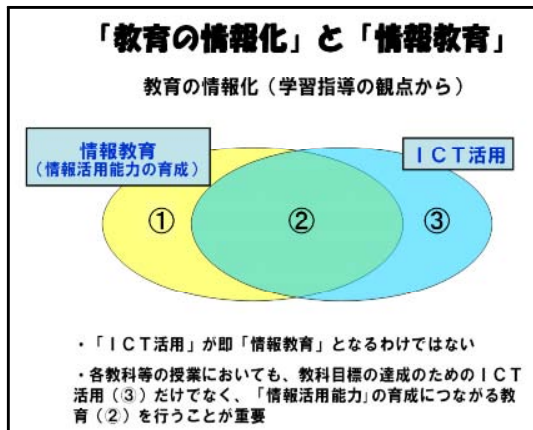 「教育の情報化」と「情報教育」
教育の情報化（学習指導の観点から）
情報教育
（情報活用能力の育成）
ＩＣＴ活用
①
②
③
・「ＩＣＴ活用」が即「情報教育」となるわけではない
・各教科等の授業においても、教科目標の達成のためのＩＣＴ
活用（③）だけでなく、「情報活用能力」の育成につながる教
育（②）を行うことが重要